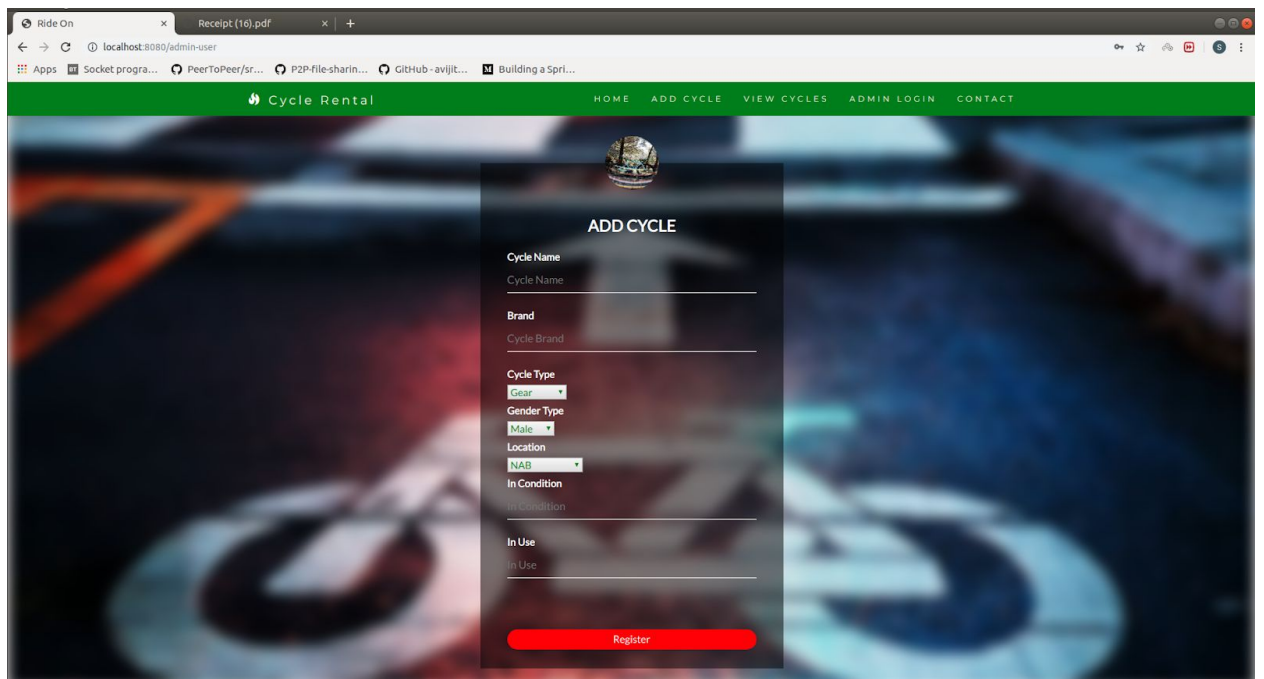 Ride On
Receipt (16).pdf
localhost:8080/admin-user
Apps
Socket progra...
PeerToPeer/sr...
P2P-file-sharin...
GitHub - avijit...
Building a Spri...
Cycle Rental
HOME ADD CYCLE VIEW CYCLES ADMIN LOGIN CONTACT
ADD CYCLE
Cycle Name
Cycle Name
Brand
Cycle Brand
Cycle Type
Gear
Gender Type
Male
Location
NAB
In Condition
In Condition
In Use
In Use
Register